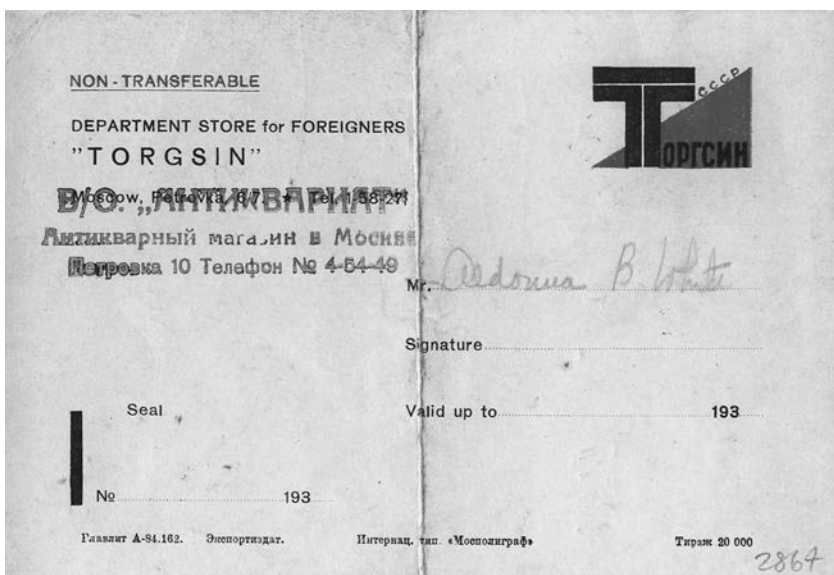 NON-TRANSFERABLE
DEPARTMENT STORE for FOREIGNERS
"TORGSIN"
Moscow, Petrovka 6/7. ★ Tel. 1-58-27
В/О. „АНТИКВАРИАТ"
Антикварный магазин в Москве
Петровка 10 Телефон № 4-54-49
Seal
№ 193
СССР
ТОРГСИН
Mr. B. White
Signature
Valid up to 193
Главлит А-84.162. Экспортиздат. Интернац. тип. «Мосполиграф» Тираж 20 000
2867